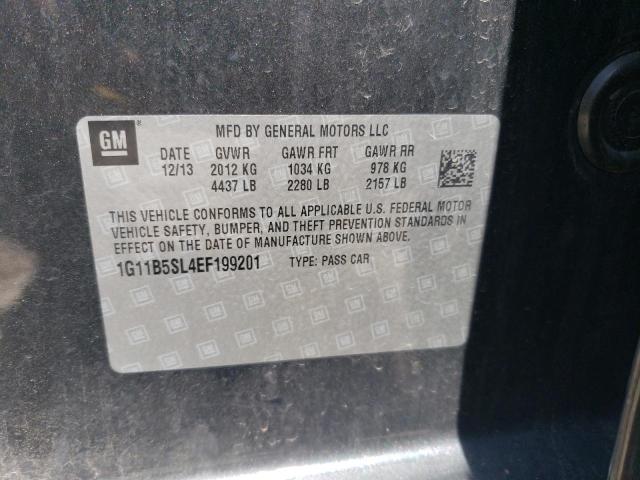 GM ®
MFD BY GENERAL MOTORS LLC
DATE GVWR GAWR FRT GAWR RR
12/13 2012 KG 1034 KG 978 KG
4437 LB 2280 LB 2157 LB
THIS VEHICLE CONFORMS TO ALL APPLICABLE U.S. FEDERAL MOTOR
VEHICLE SAFETY, BUMPER, AND THEFT PREVENTION STANDARDS IN
EFFECT ON THE DATE OF MANUFACTURE SHOWN ABOVE.
1G11B5SL4EF199201 TYPE: PASS CAR